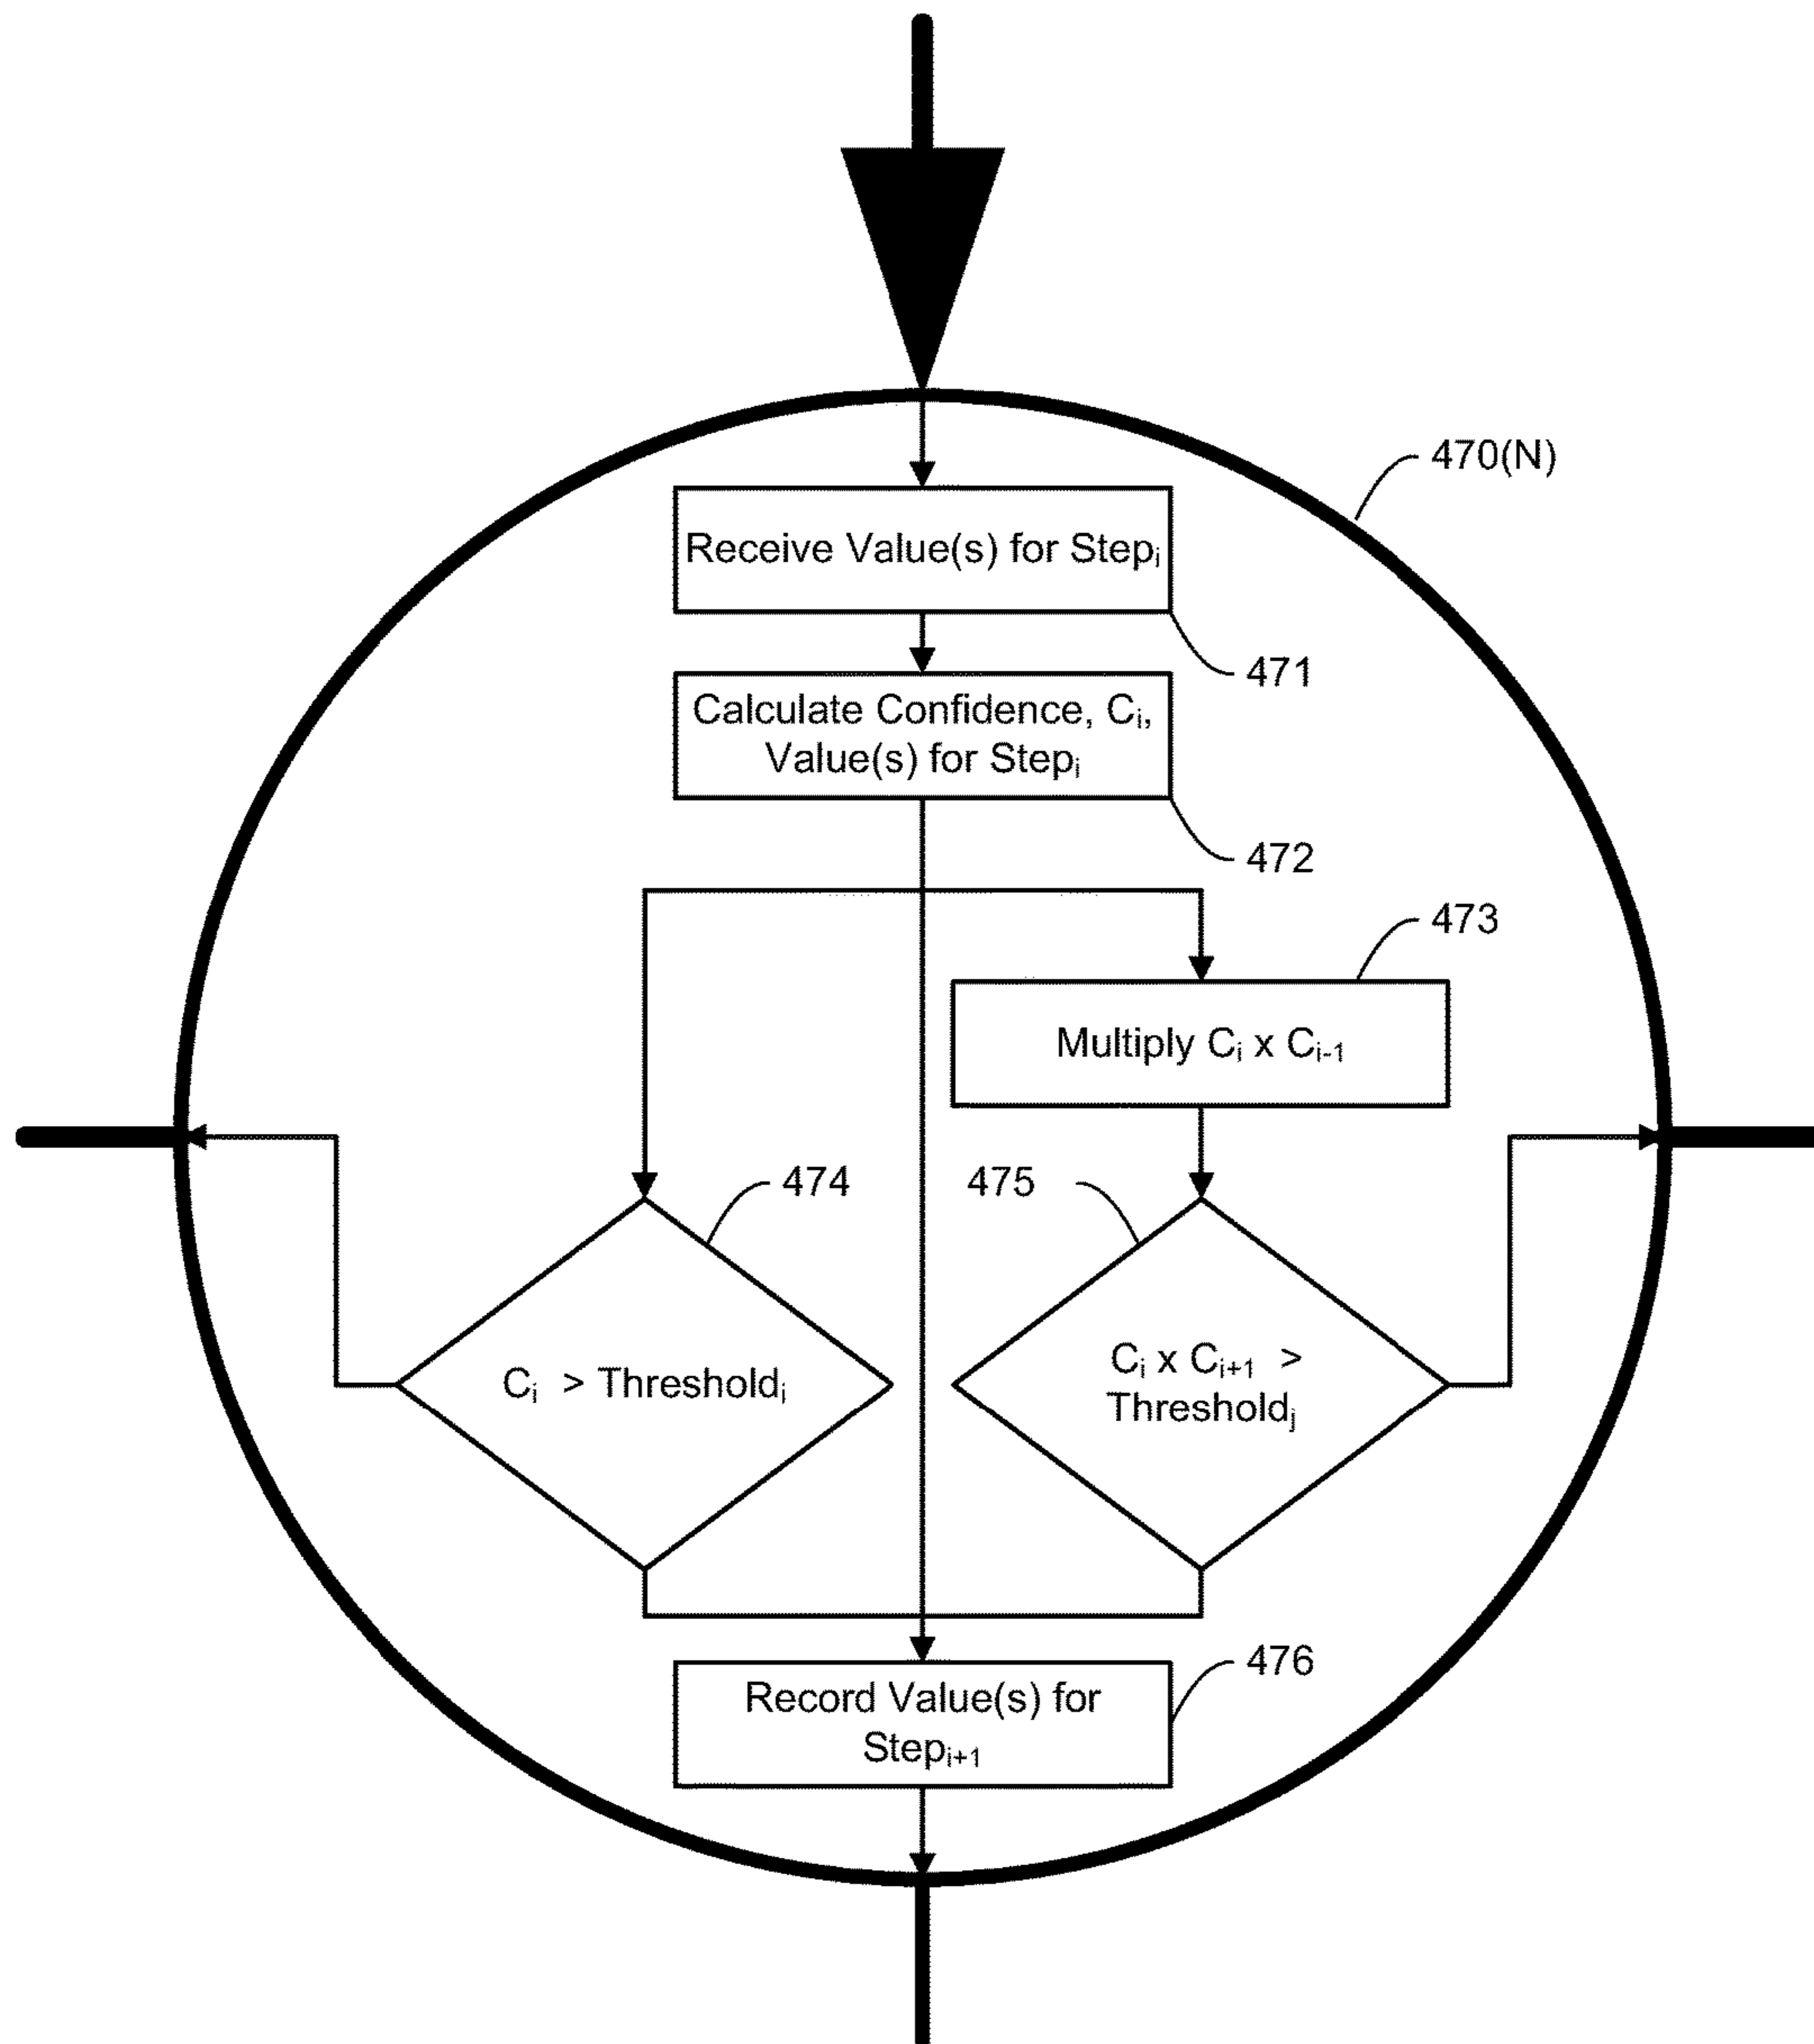 470(N)
Receive Value(s) for Stepᵢ
471
Calculate Confidence, Cᵢ,
Value(s) for Stepᵢ
472
473
Multiply Cᵢ x Cᵢ₋₁
474
475
Cᵢ > Thresholdᵢ
Cᵢ x Cᵢ₊₁ >
Thresholdⱼ
476
Record Value(s) for
Stepᵢ₊₁